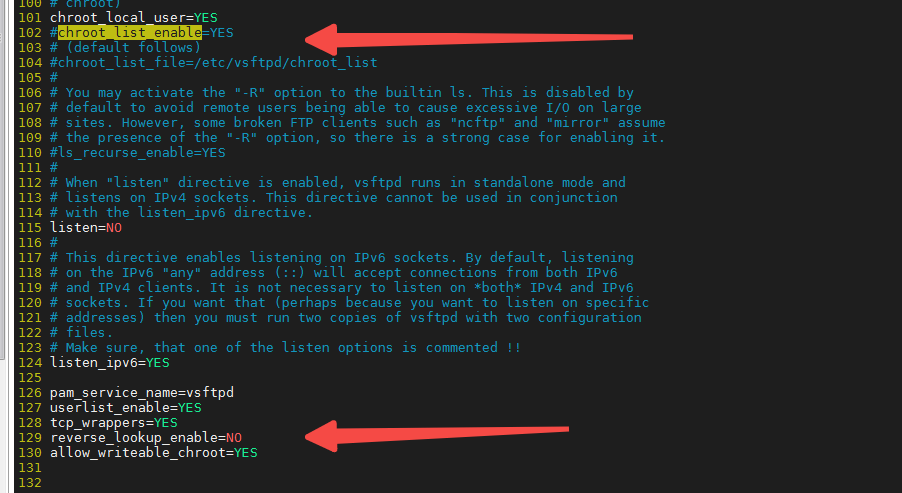 100 # chroot)
101 chroot_local_user=YES
102 #chroot_list_enable=YES
103 # (default follows)
104 #chroot_list_file=/etc/vsftpd/chroot_list
105 #
106 # You may activate the "-R" option to the builtin ls. This is disabled by
107 # default to avoid remote users being able to cause excessive I/O on large
108 # sites. However, some broken FTP clients such as "ncftp" and "mirror" assume
109 # the presence of the "-R" option, so there is a strong case for enabling it.
110 #ls_recurse_enable=YES
111 #
112 # When "listen" directive is enabled, vsftpd runs in standalone mode and
113 # listens on IPv4 sockets. This directive cannot be used in conjunction
114 # with the listen_ipv6 directive.
115 listen=NO
116 #
117 # This directive enables listening on IPv6 sockets. By default, listening
118 # on the IPv6 "any" address (::) will accept connections from both IPv6
119 # and IPv4 clients. It is not necessary to listen on *both* IPv4 and IPv6
120 # sockets. If you want that (perhaps because you want to listen on specific
121 # addresses) then you must run two copies of vsftpd with two configuration
122 # files.
123 # Make sure, that one of the listen options is commented !!
124 listen_ipv6=YES
125
126 pam_service_name=vsftpd
127 userlist_enable=YES
128 tcp_wrappers=YES
129 reverse_lookup_enable=NO
130 allow_writeable_chroot=YES
131
132